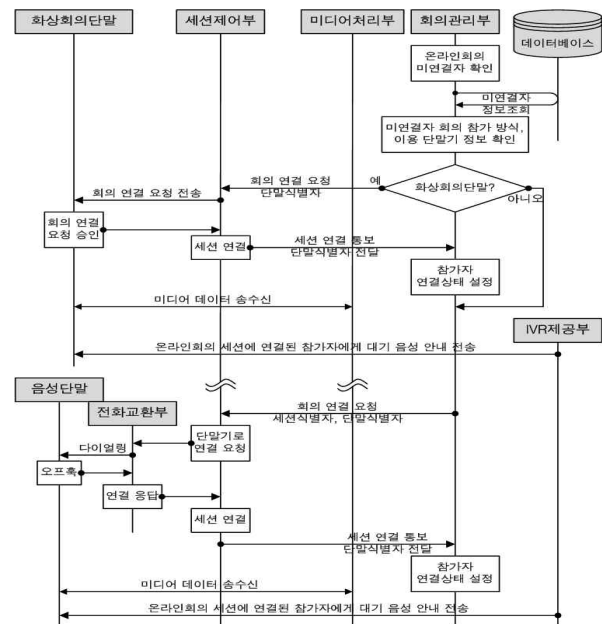 화상회의단말
세션제어부
미디어처리부
회의관리부
데이터베이스
온라인회의
미연결자 확인
미연결자
정보조회
미연결자 회의 참가 방식,
이용 단말기 정보 확인
화상회의단말?
예
아니오
회의 연결 요청
단말식별자
회의 연결 요청 전송
회의 연결
요청 승인
세션 연결
세션 연결 통보
단말식별자 전달
참가자
연결상태 설정
미디어 데이터 송수신
IVR제공부
온라인회의 세션에 연결된 참가자에게 대기 음성 안내 전송
음성단말
전화교환부
회의 연결 요청
세션식별자, 단말식별자
단말기로
연결 요청
다이얼링
오프훅
연결 응답
세션 연결
세션 연결 통보
단말식별자 전달
참가자
연결상태 설정
미디어 데이터 송수신
온라인회의 세션에 연결된 참가자에게 대기 음성 안내 전송